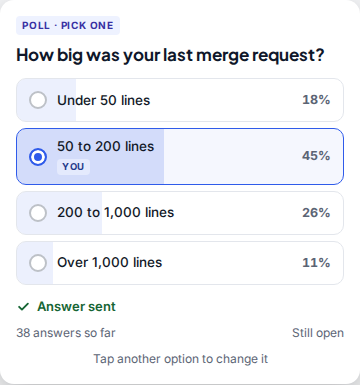 POLL · PICK ONE
How big was your last merge request?
Under 50 lines 18%
50 to 200 lines
YOU
45%
200 to 1,000 lines 26%
Over 1,000 lines 11%
Answer sent
38 answers so far Still open
Tap another option to change it